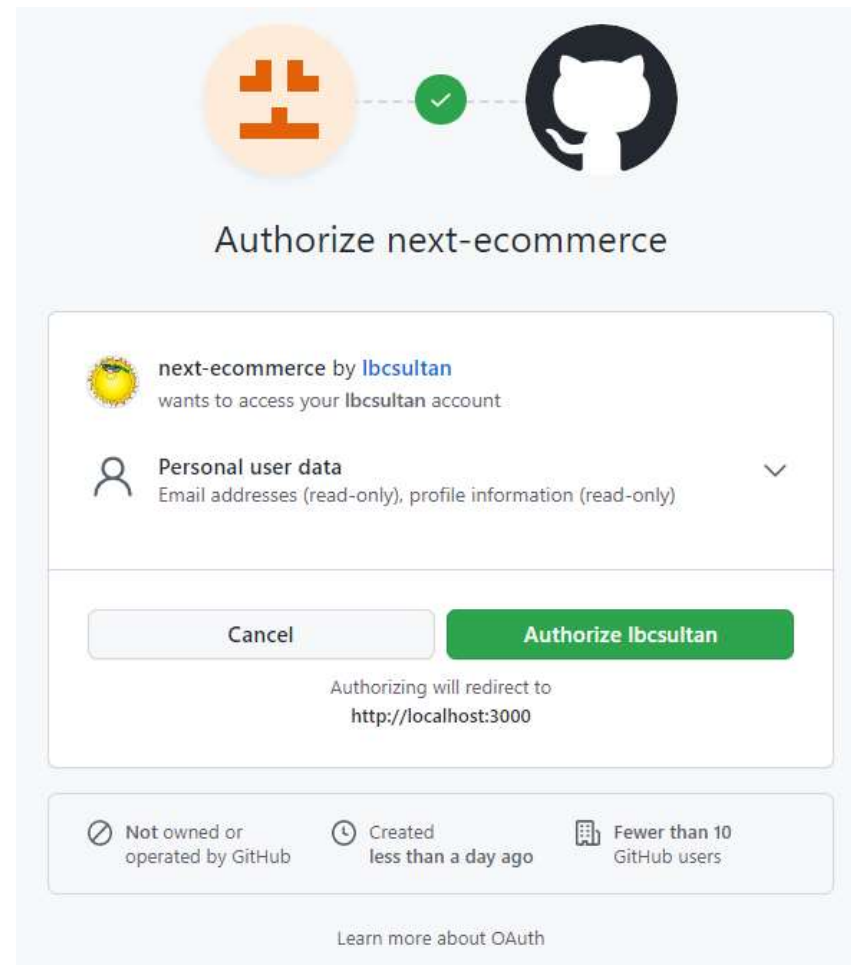 Authorize next-ecommerce
next-ecommerce by lbcsultan
wants to access your lbcsultan account
Personal user data
Email addresses (read-only), profile information (read-only)
Cancel
Authorize lbcsultan
Authorizing will redirect to
http://localhost:3000
Not owned or
operated by GitHub
Created
less than a day ago
Fewer than 10
GitHub users
Learn more about OAuth